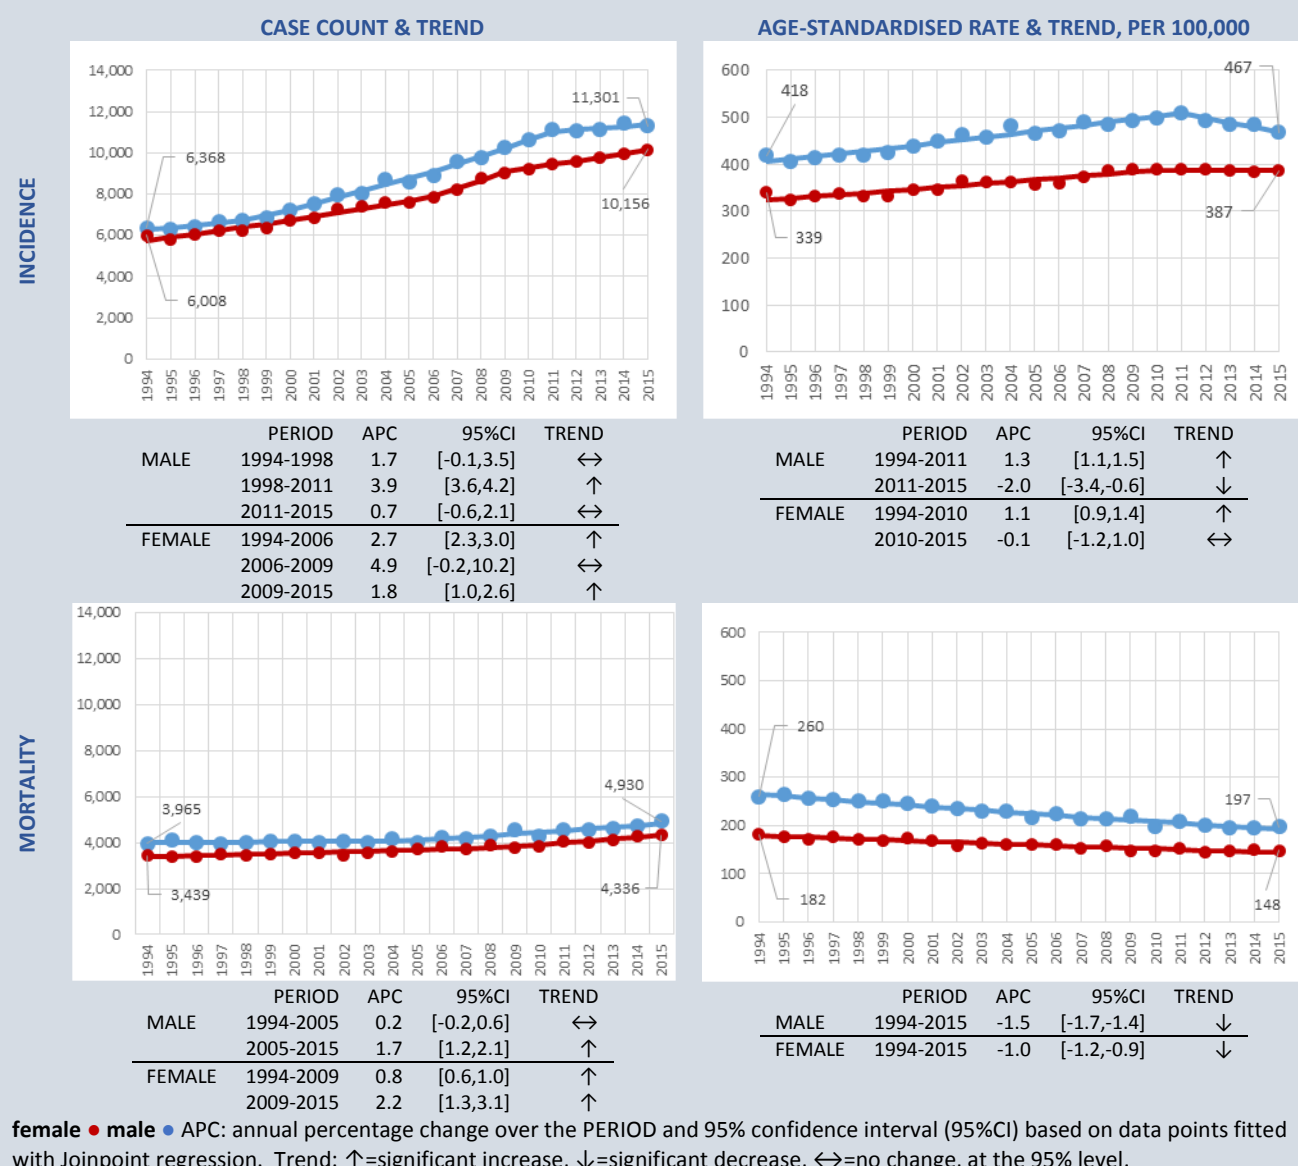 CASE COUNT & TREND
AGE-STANDARDISED RATE & TREND, PER 100,000
INCIDENCE
14,000
12,000
10,000
8,000
6,000
4,000
2,000
0
6,368
6,008
11,301
10,156
1994 1995 1996 1997 1998 1999 2000 2001 2002 2003 2004 2005 2006 2007 2008 2009 2010 2011 2012 2013 2014 2015
600
500
400
300
200
100
0
418
339
467
387
1994 1995 1996 1997 1998 1999 2000 2001 2002 2003 2004 2005 2006 2007 2008 2009 2010 2011 2012 2013 2014 2015
PERIOD APC 95%CI TREND
MALE 1994-1998 1.7 [-0.1,3.5] ↔
1998-2011 3.9 [3.6,4.2] ↑
2011-2015 0.7 [-0.6,2.1] ↔
FEMALE 1994-2006 2.7 [2.3,3.0] ↑
2006-2009 4.9 [-0.2,10.2] ↔
2009-2015 1.8 [1.0,2.6] ↑
PERIOD APC 95%CI TREND
MALE 1994-2011 1.3 [1.1,1.5] ↑
2011-2015 -2.0 [-3.4,-0.6] ↓
FEMALE 1994-2010 1.1 [0.9,1.4] ↑
2010-2015 -0.1 [-1.2,1.0] ↔
MORTALITY
14,000
12,000
10,000
8,000
6,000
4,000
2,000
0
3,965
3,439
4,930
4,336
1994 1995 1996 1997 1998 1999 2000 2001 2002 2003 2004 2005 2006 2007 2008 2009 2010 2011 2012 2013 2014 2015
600
500
400
300
200
100
0
260
182
197
148
1994 1995 1996 1997 1998 1999 2000 2001 2002 2003 2004 2005 2006 2007 2008 2009 2010 2011 2012 2013 2014 2015
PERIOD APC 95%CI TREND
MALE 1994-2005 0.2 [-0.2,0.6] ↔
2005-2015 1.7 [1.2,2.1] ↑
FEMALE 1994-2009 0.8 [0.6,1.0] ↑
2009-2015 2.2 [1.3,3.1] ↑
PERIOD APC 95%CI TREND
MALE 1994-2015 -1.5 [-1.7,-1.4] ↓
FEMALE 1994-2015 -1.0 [-1.2,-0.9] ↓
female ● male ● APC: annual percentage change over the PERIOD and 95% confidence interval (95%CI) based on data points fitted
with Joinpoint regression. Trend: ↑=significant increase, ↓=significant decrease, ↔=no change, at the 95% level.